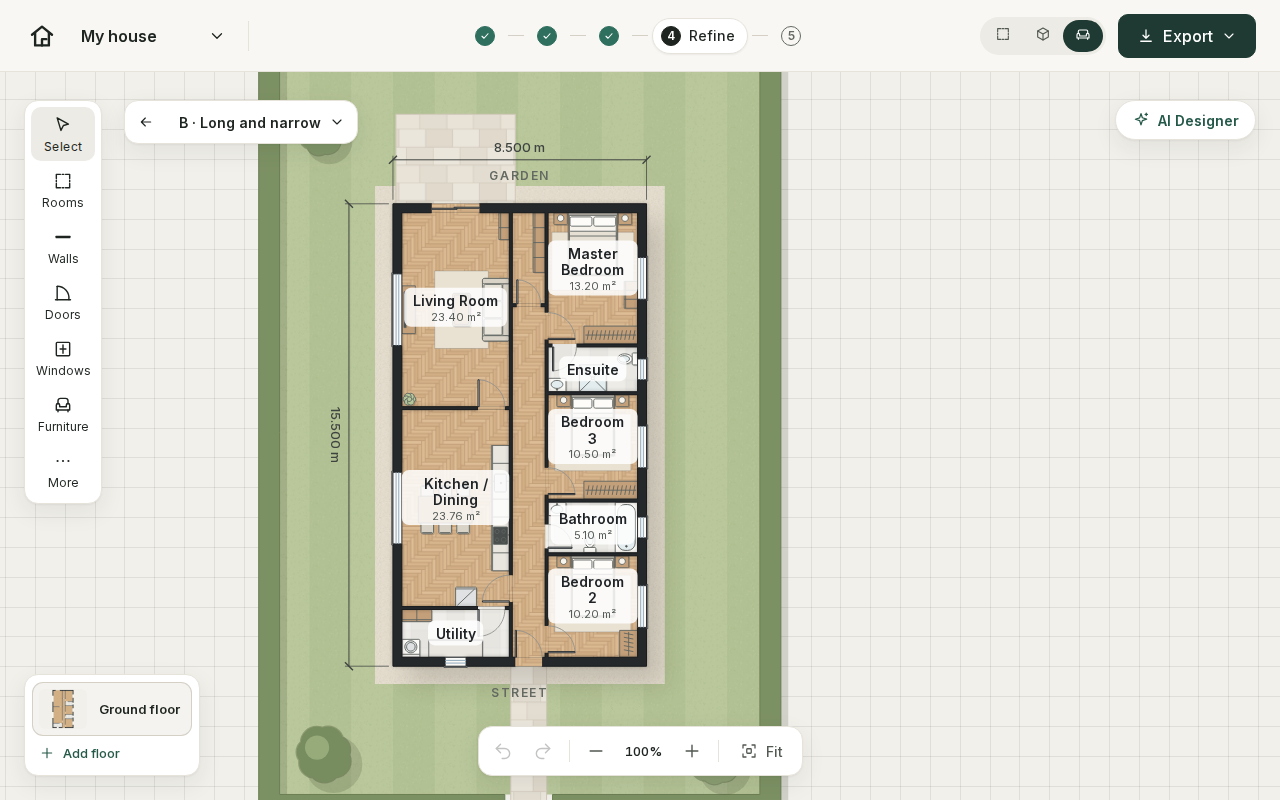 My house
4 Refine
5
Export
Select
Rooms
Walls
Doors
Windows
Furniture
More
B · Long and narrow
AI Designer
8.500 m
GARDEN
15.500 m
Master
Bedroom
13.20 m²
Living Room
23.40 m²
Ensuite
Bedroom
3
10.50 m²
Kitchen /
Dining
23.76 m²
Bathroom
5.10 m²
Bedroom
2
10.20 m²
Utility
STREET
Ground floor
Add floor
100%
Fit